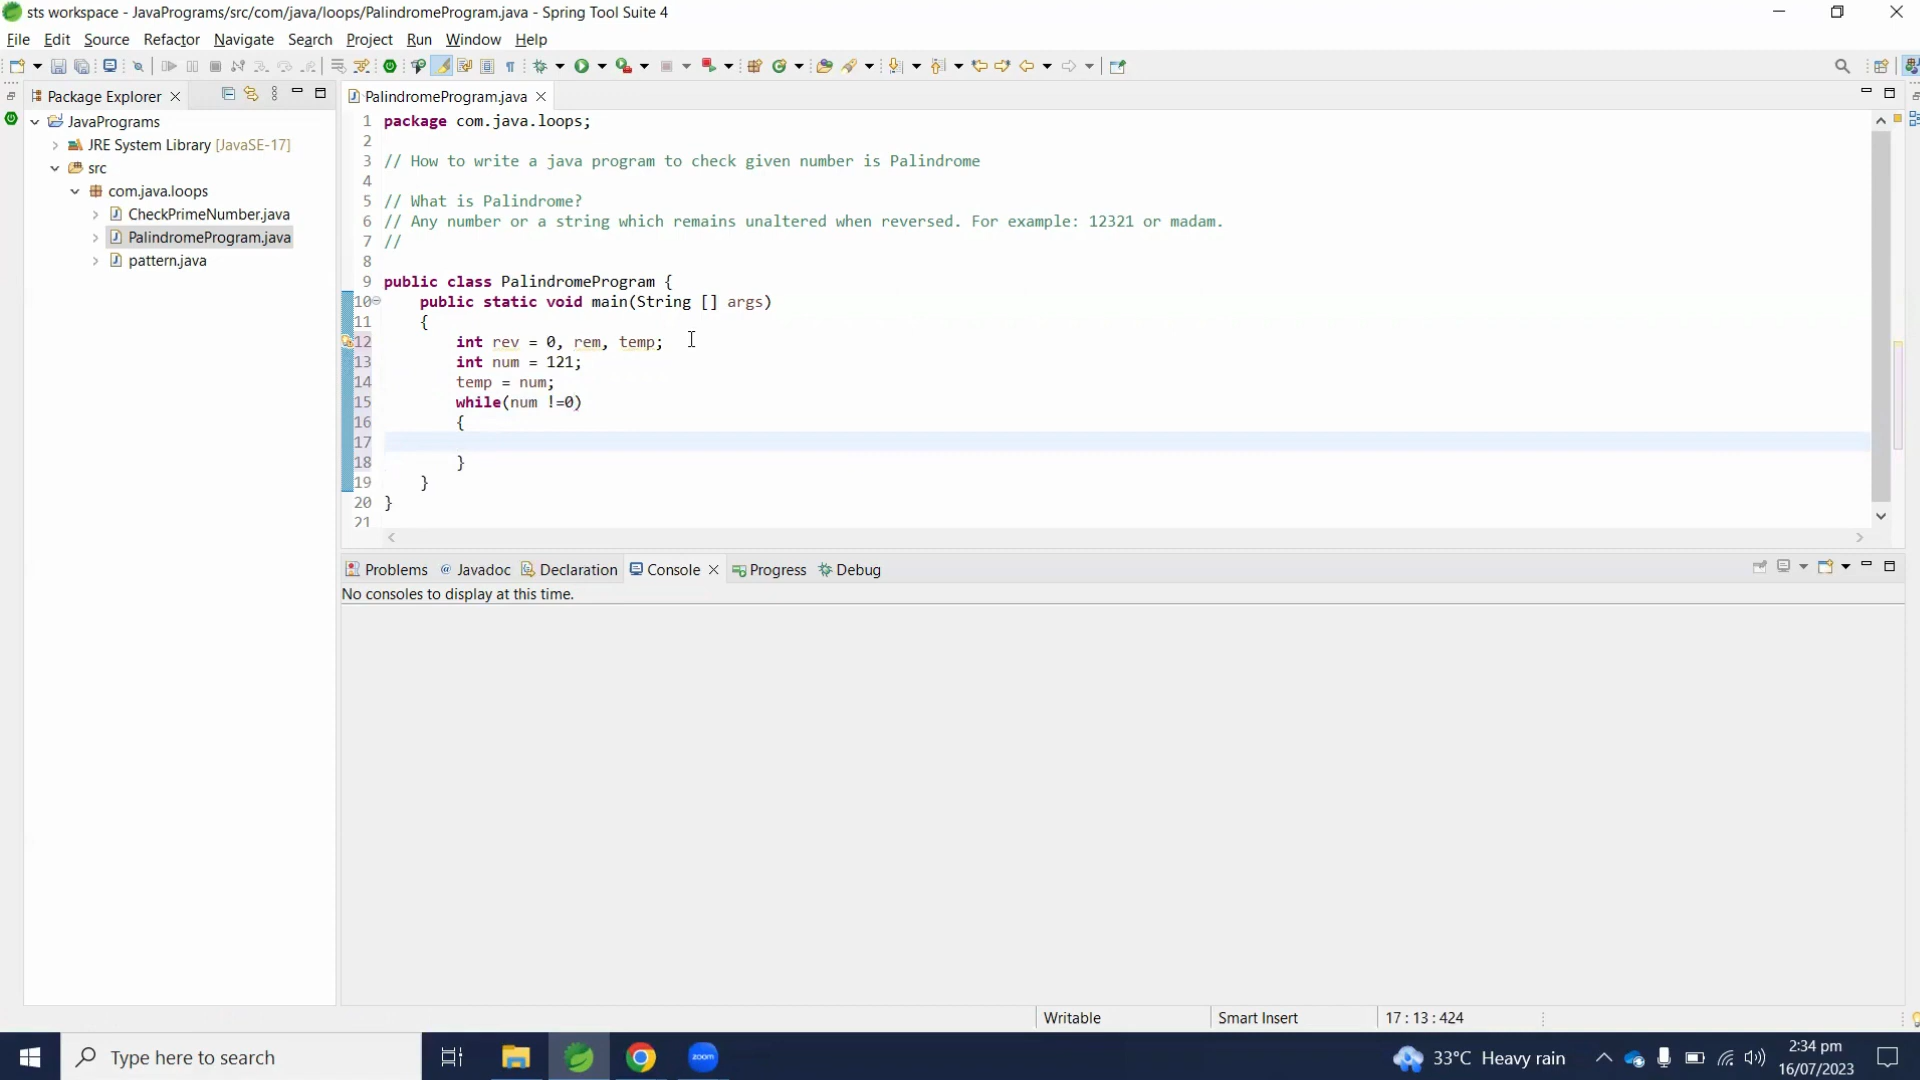 sts workspace - JavaPrograms/src/com/java/loops/PalindromeProgram.java - Spring Tool Suite 4
File Edit Source Refactor Navigate Search Project Run Window Help
Package Explorer
PalindromeProgram.java
JavaPrograms
JRE System Library [JavaSE-17]
src
com.java.loops
CheckPrimeNumber.java
PalindromeProgram.java
pattern.java
1 package com.java.loops;
2
3 // How to write a java program to check given number is Palindrome
4
5 // What is Palindrome?
6 // Any number or a string which remains unaltered when reversed. For example: 12321 or madam.
7 //
8
9 public class PalindromeProgram {
10 public static void main(String [] args)
11 {
12 int rev = 0, rem, temp;
13 int num = 121;
14 temp = num;
15 while(num !=0)
16 {
17
18 }
19 }
20 }
21
Problems @ Javadoc Declaration Console Progress Debug
No consoles to display at this time.
Writable Smart Insert 17 : 13 : 424
Type here to search
zoom
33°C Heavy rain
2:34 pm
16/07/2023